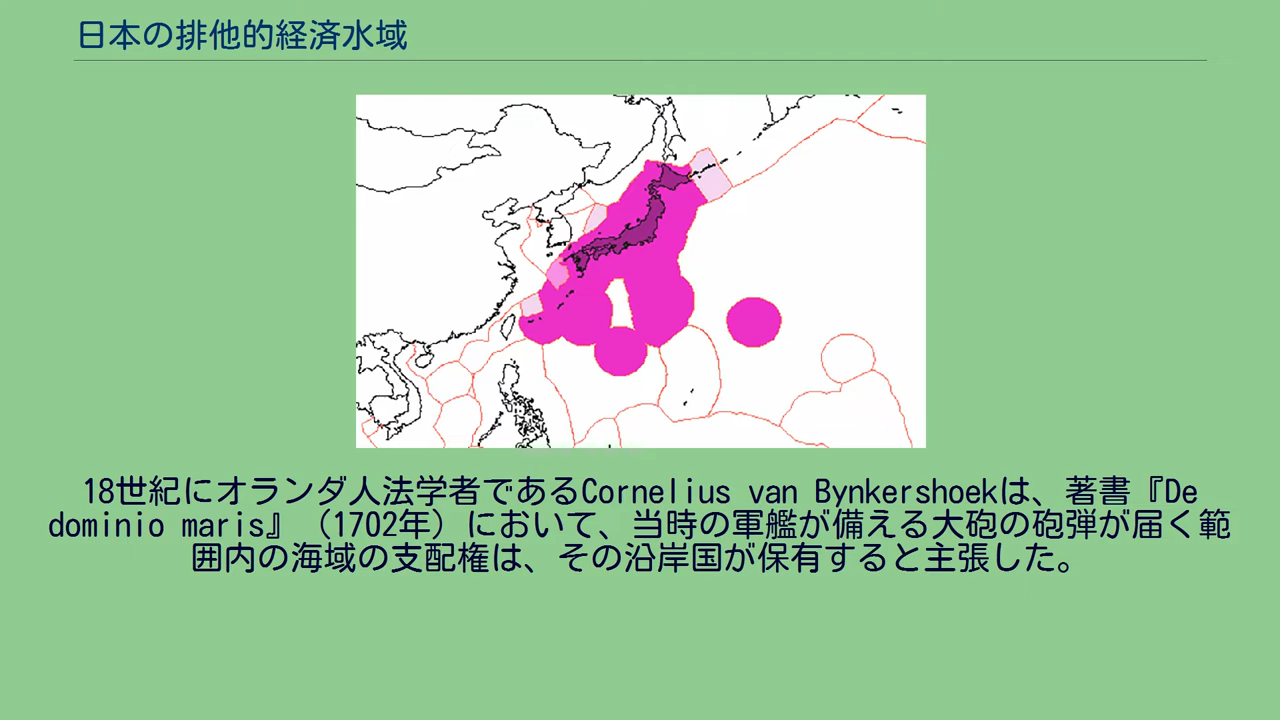 日本の排他的経済水域
18世紀にオランダ人法学者であるCornelius van Bynkershoekは、著書『De
dominio maris』（1702年）において、当時の軍艦が備える大砲の砲弾が届く範
囲内の海域の支配権は、その沿岸国が保有すると主張した。